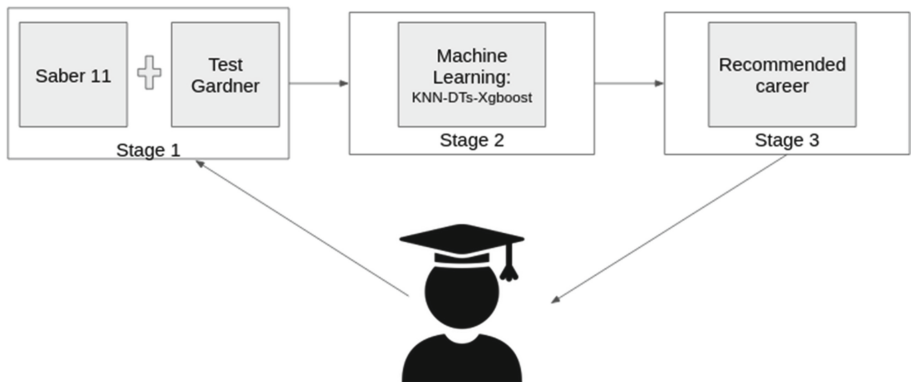 Saber 11
Test
Gardner
Stage 1
Machine
Learning:
KNN-DTs-Xgboost
Stage 2
Recommended
career
Stage 3